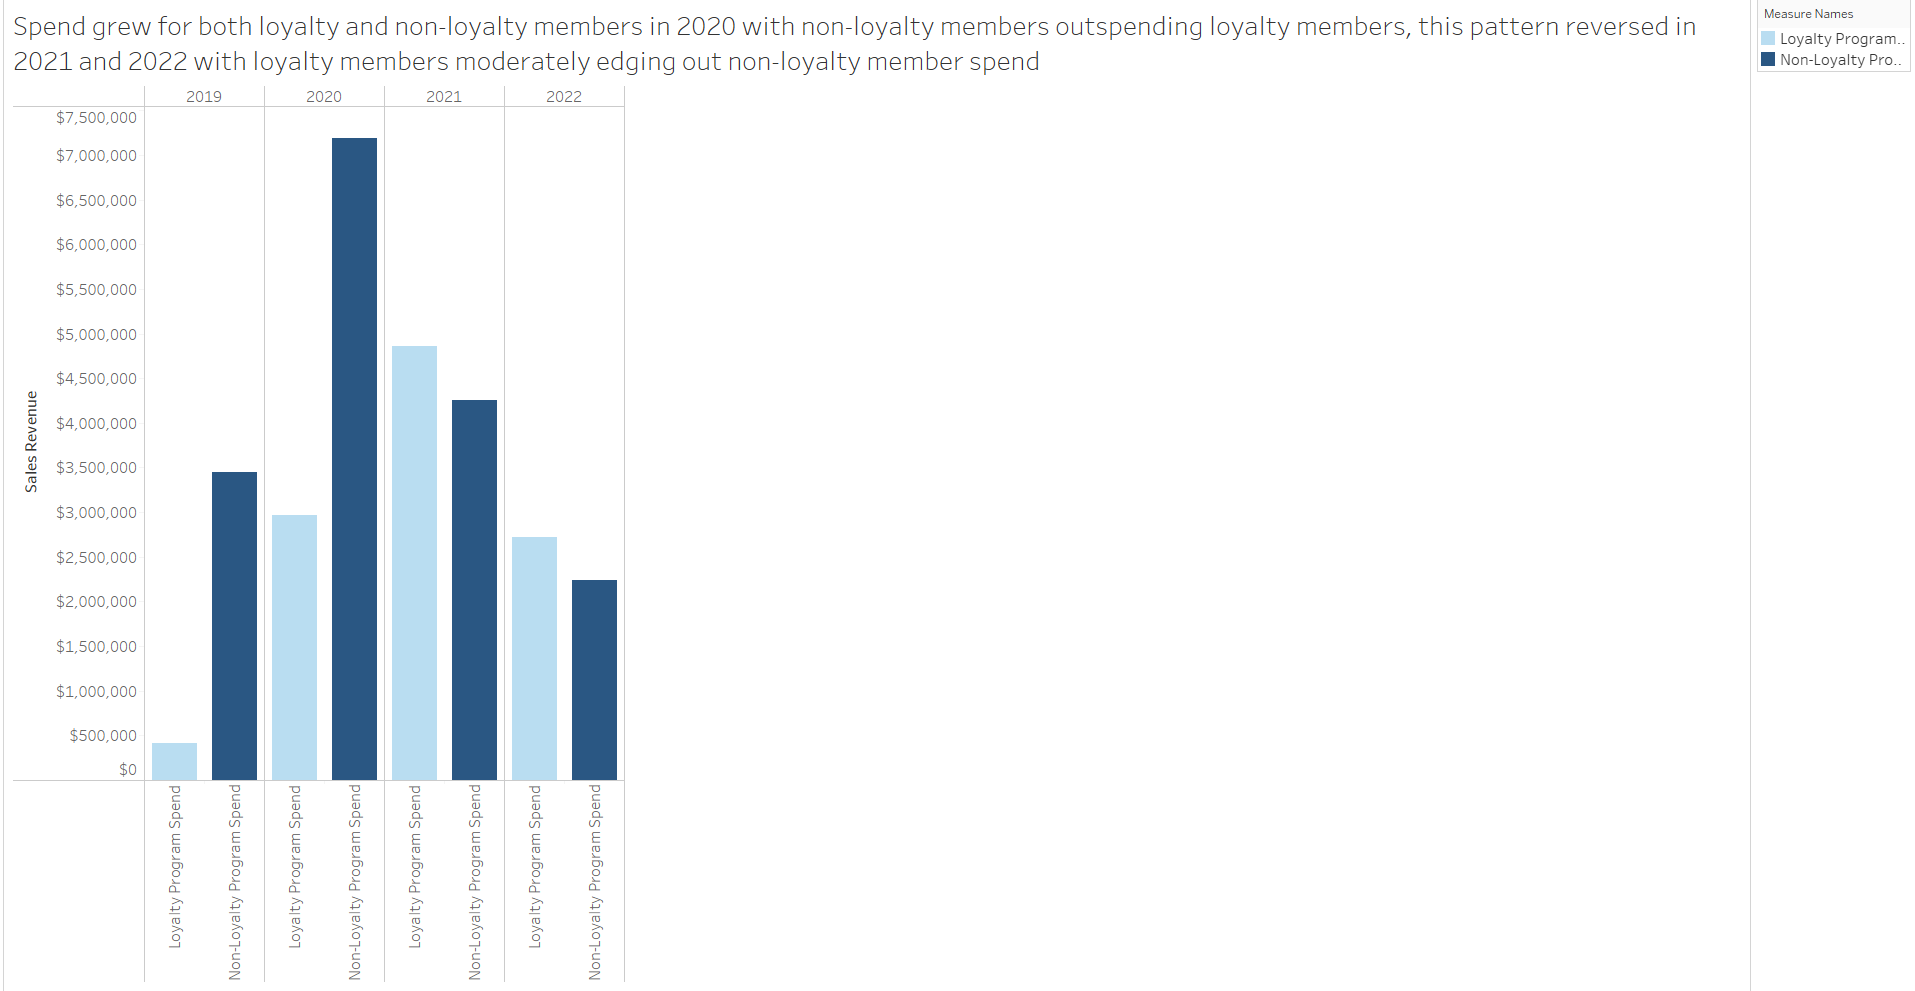 Spend grew for both loyalty and non-loyalty members in 2020 with non-loyalty members outspending loyalty members, this pattern reversed in
2021 and 2022 with loyalty members moderately edging out non-loyalty member spend
Measure Names
Loyalty Program..
Non-Loyalty Pro..
2019
2020
2021
2022
Sales Revenue
$7,500,000
$7,000,000
$6,500,000
$6,000,000
$5,500,000
$5,000,000
$4,500,000
$4,000,000
$3,500,000
$3,000,000
$2,500,000
$2,000,000
$1,500,000
$1,000,000
$500,000
$0
Loyalty Program Spend
Non-Loyalty Program Spend
Loyalty Program Spend
Non-Loyalty Program Spend
Loyalty Program Spend
Non-Loyalty Program Spend
Loyalty Program Spend
Non-Loyalty Program Spend